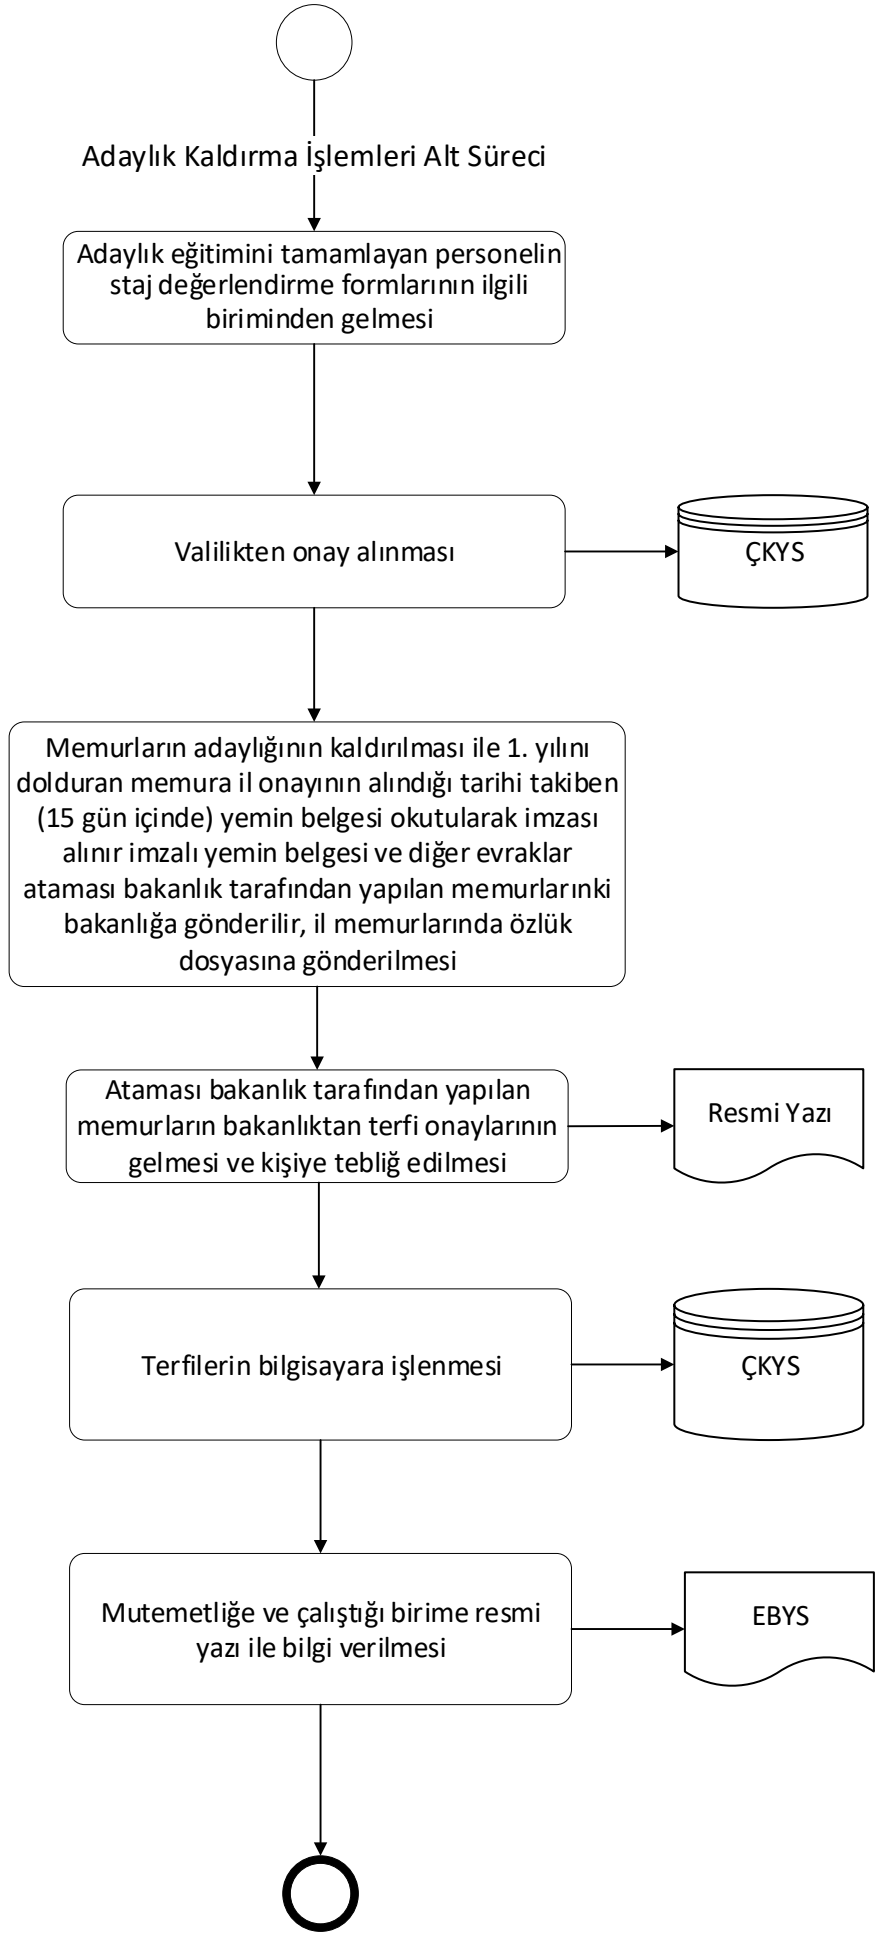 Adaylık Kaldırma İşlemleri Alt Süreci
Adaylık eğitimini tamamlayan personelin
staj değerlendirme formlarının ilgili
biriminden gelmesi
Valilikten onay alınması
ÇKYS
Memurların adaylığının kaldırılması ile 1. yılını
dolduran memura il onayının alındığı tarihi takiben
(15 gün içinde) yemin belgesi okutularak imzası
alınır imzalı yemin belgesi ve diğer evraklar
ataması bakanlık tarafından yapılan memurlarınki
bakanlığa gönderilir, il memurlarında özlük
dosyasına gönderilmesi
Ataması bakanlık tarafından yapılan
memurların bakanlıktan terfi onaylarının
gelmesi ve kişiye tebliğ edilmesi
Resmi Yazı
Terfilerin bilgisayara işlenmesi
ÇKYS
Mutemetliğe ve çalıştığı birime resmi
yazı ile bilgi verilmesi
EBYS